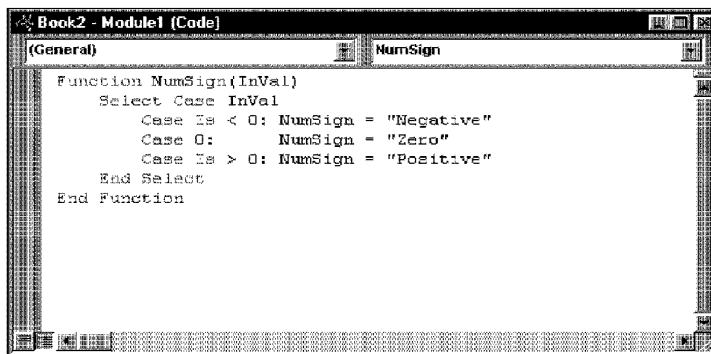 Book2 - Module1 (Code)
(General) NumSign
Function NumSign(InVal)
Select Case InVal
Case Is < 0: NumSign = "Negative"
Case 0: NumSign = "Zero"
Case Is > 0: NumSign = "Positive"
End Select
End Function